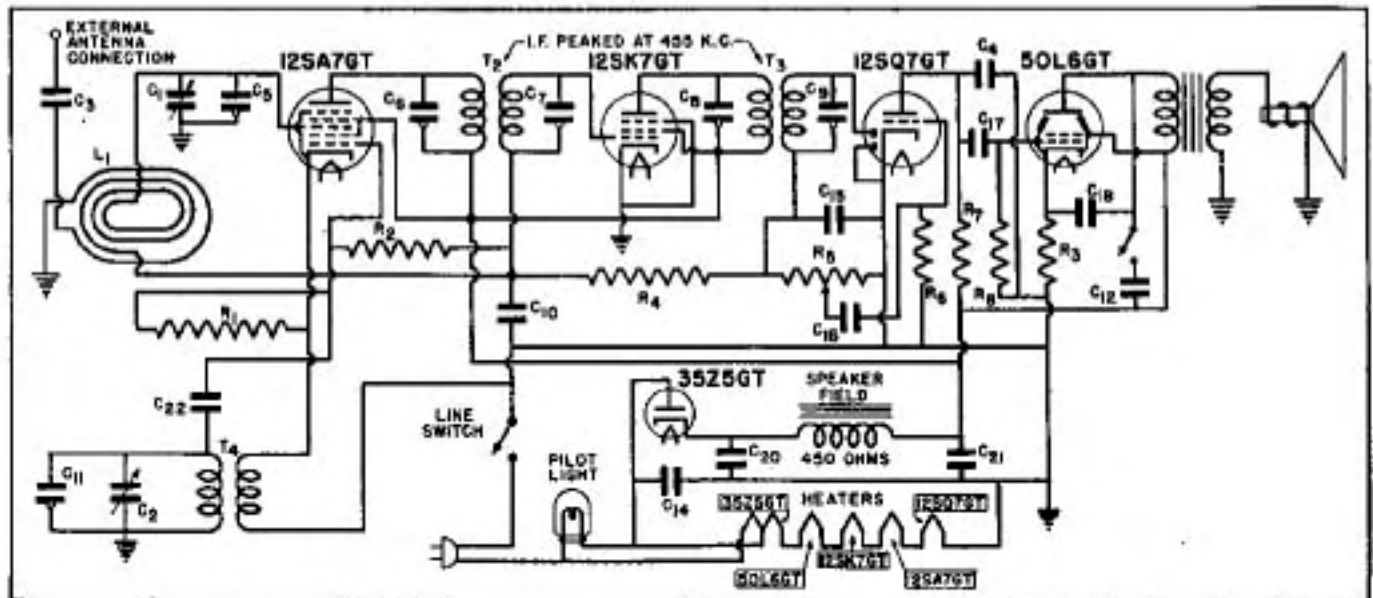 EXTERNAL
ANTENNA
CONNECTION
I.F. PEAKED AT 455 K.C.
12SA7GT
T2
12SK7GT
T3
12SQ7GT
C4
50L6GT
C3
C1
C5
C6
C7
C8
C9
C17
L1
C15
C18
R2
R7
R3
R5
R4
R6
R8
C12
R1
C10
C16
35Z5GT
SPEAKER
FIELD
C22
LINE
SWITCH
450 OHMS
C20
C21
T4
PILOT
LIGHT
C11
C2
C14
35Z5GT
HEATERS
12SQ7GT
12SK7GT
50L6GT
12SA7GT